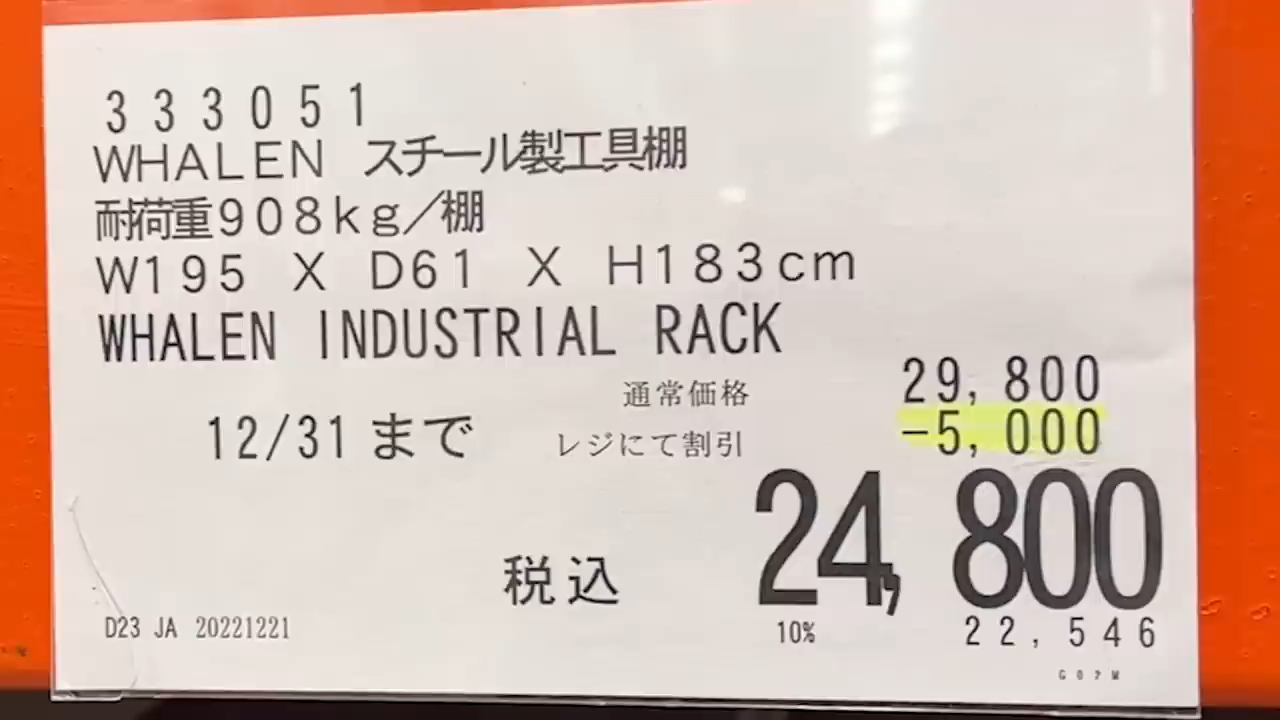 333051
WHALEN スチール製工具棚
耐荷重908kg/棚
W195 X D61 X H183cm
WHALEN INDUSTRIAL RACK
通常価格 29,800
12/31まで レジにて割引 -5,000
税込 24,800
D23 JA 20221221 10% 22,546